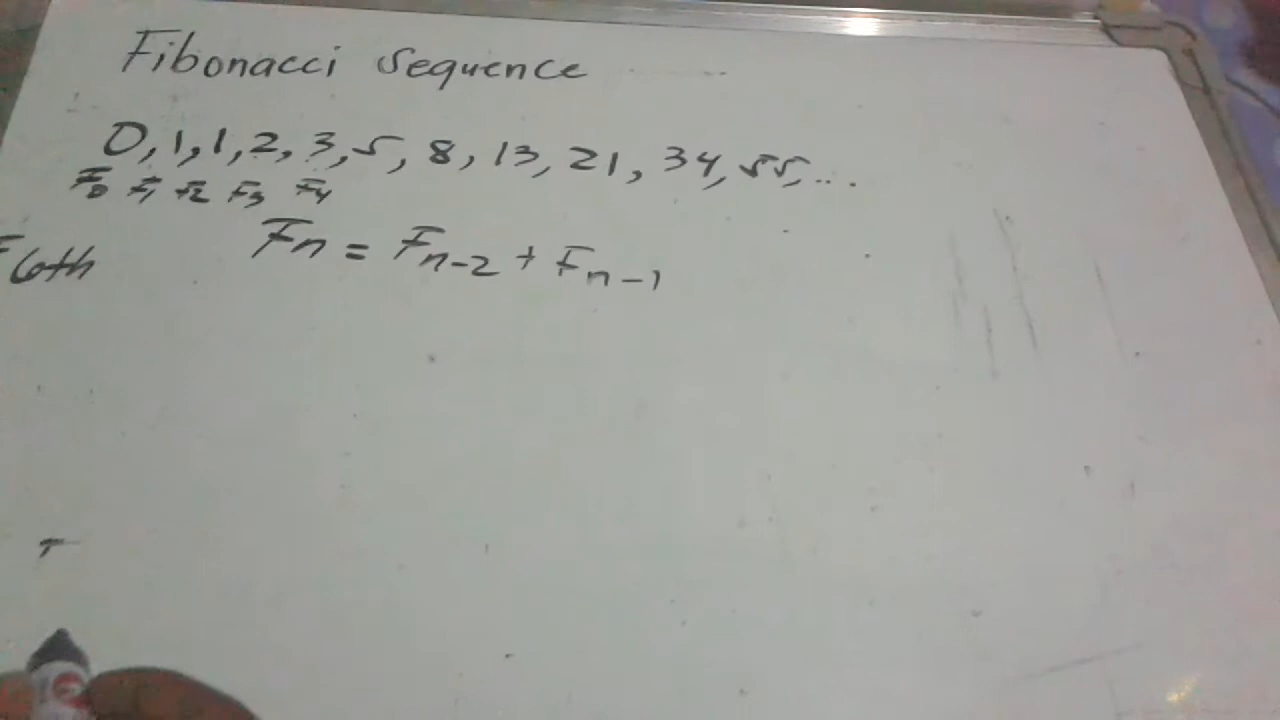 Fibonacci Sequence
0, 1, 1, 2, 3, 5, 8, 13, 21, 34, 55, ...
F0 F1 F2 F3 F4
Fn = Fn-2 + Fn-1
F6th